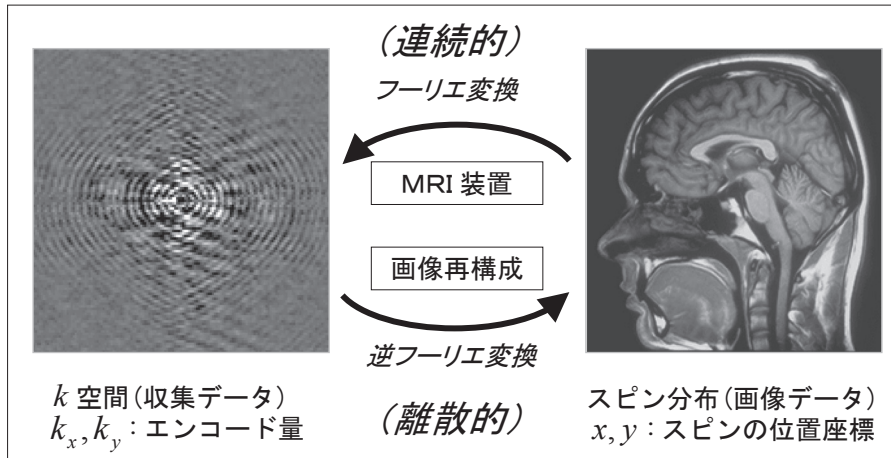 (連続的)
フーリエ変換
MRI 装置
画像再構成
逆フーリエ変換
(離散的)
k 空間(収集データ)
kx, ky：エンコード量
スピン分布(画像データ)
x, y：スピンの位置座標